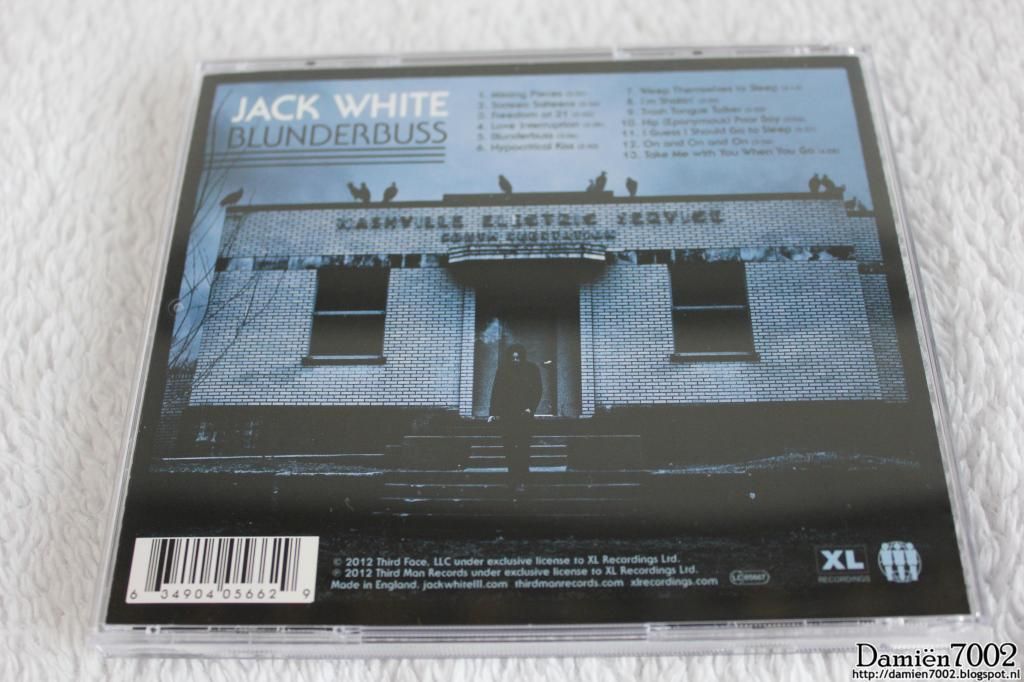 JACK WHITE
BLUNDERBUSS
1. Missing Pieces
2. Sixteen Saltines
3. Freedom at 21
4. Love Interruption
5. Blunderbuss
6. Hypocritical Kiss
7. Weep Themselves to Sleep
8. I'm Shakin'
9. Trash Tongue Talker
10. Hip (Eponymous) Poor Boy
11. I Guess I Should Go to Sleep
12. On and On and On
13. Take Me with You When You Go
NASHVILLE ELECTRIC SERVICE
6 34904 05662 9
© 2012 Third Face, LLC under exclusive license to XL Recordings Ltd.
℗ 2012 Third Man Records under exclusive license to XL Recordings Ltd.
Made in England. jackwhiteIII.com thirdmanrecords.com xlrecordings.com
LC 05667
XL
RECORDINGS
Damiën7002
http://damien7002.blogspot.nl